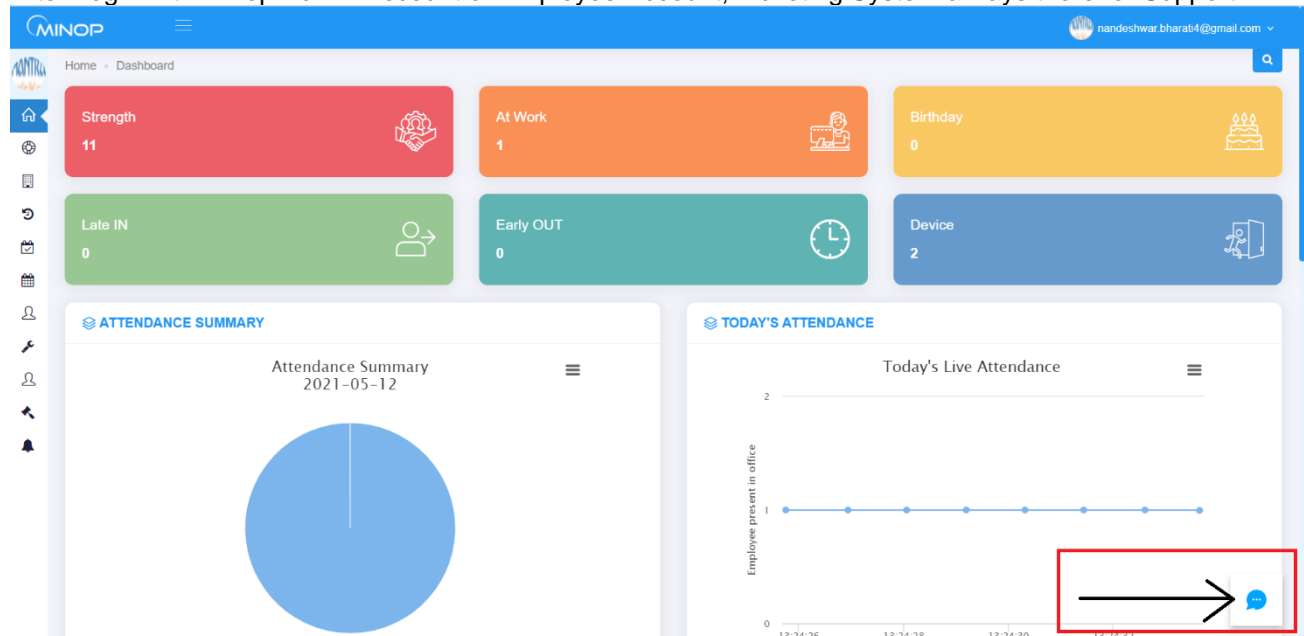 MINOP
nandeshwar.bharati4@gmail.com
MANTRA
Home - Dashboard
Strength
11
At Work
1
Birthday
0
Late IN
0
Early OUT
0
Device
2
ATTENDANCE SUMMARY
TODAY'S ATTENDANCE
Attendance Summary
2021-05-12
Today's Live Attendance
2
Employee present in office
1
0